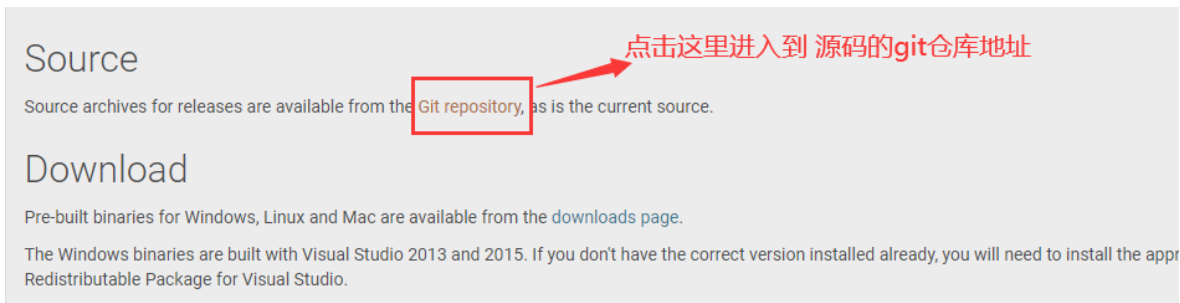 点击这里进入到 源码的git仓库地址
Source
Source archives for releases are available from the Git repository, as is the current source.
Download
Pre-built binaries for Windows, Linux and Mac are available from the downloads page.
The Windows binaries are built with Visual Studio 2013 and 2015. If you don't have the correct version installed already, you will need to install the
Redistributable Package for Visual Studio.